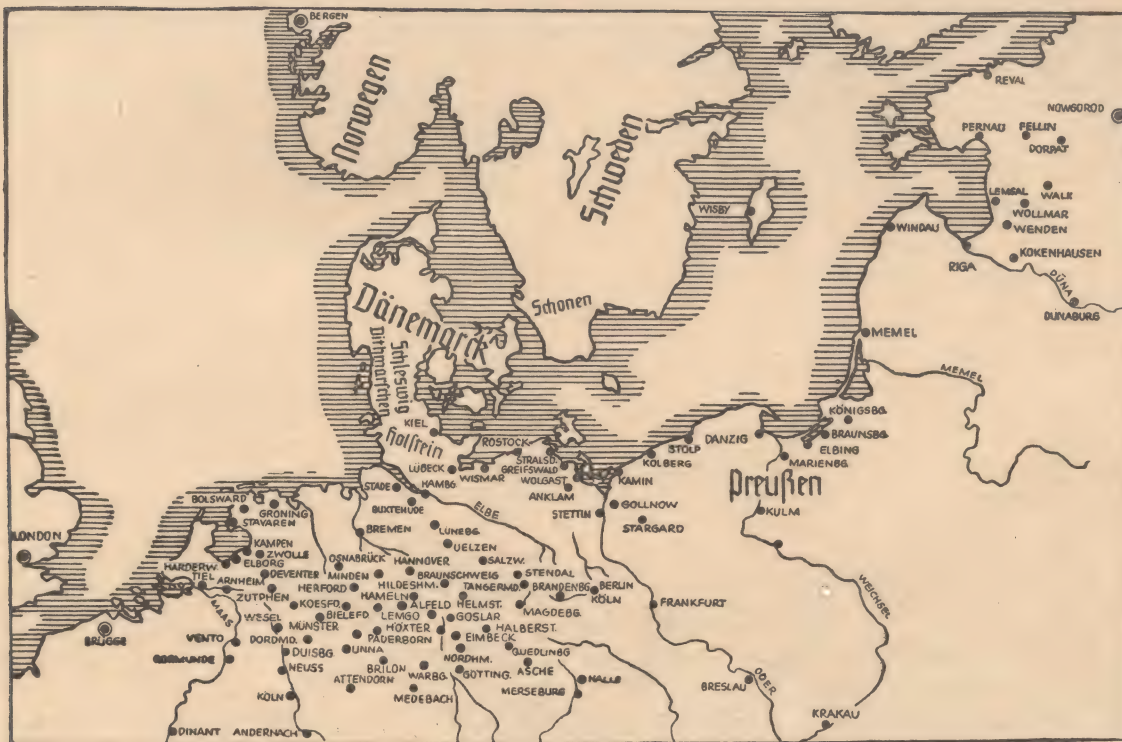 BERGEN
Norwegen
Schweden
REVAL
NOWGOROD
PERNAU
FELLIN
DORPAT
WISBY
LEMSAL
WALK
WOLLMAR
WENDEN
WINDAU
RIGA
KOKENHAUSEN
DÜNA
DÜNABURG
Schonen
Dänemarck
Schleswig
Dithmarschen
MEMEL
MEMEL
KIEL
Holstein
ROSTOCK
STRALSD.
GREIFSWALD
WOLGAST
ANKLAM
LÜBECK
WISMAR
HAMBG
STADE
BUXTEHUDE
ELBE
STOLP
KOLBERG
KAMIN
GOLLNOW
STETTIN
STARGARD
DANZIG
KÖNIGSBG
BRAUNSBG
ELBING
MARIENBG
Preußen
KULM
WEICHSEL
BOLSWARD
GRÖNING
STAVAREN
BREMEN
LÜNEBG
UELZEN
LONDON
KAMPEN
ZWOLLE
HARDERW.
ELBORG
DEVENTER
TIEL
ARNHEIM
ZUTPHEN
OSNABRÜCK
HANNOVER
SALZW.
MINDEN
BRAUNSCHWEIG
STENDAL
HERFORD
HILDESHM.
TANGERMD.
BRANDENBG
BERLIN
KÖLN
HAMELN
KOESFD.
ALFELD
HELMST.
MAGDEBG
FRANKFURT
MAAS
WESEL
MÜNSTER
BIELEFD.
LEMGO
GOSLAR
BRÜGGE
DORDMD.
PADERBORN
HÖXTER
EIMBECK
HALBERST.
VENTO
DUISBG
UNNA
NORDHM.
QUEDLINBG
NEUSS
BRILON
WARBG.
GÖTTING.
ASCHE
HALLE
BRESLAU
ODER
KÖLN
ATTENDORN
MEDEBACH
MERSEBURG
KRAKAU
DINANT
ANDERNACH